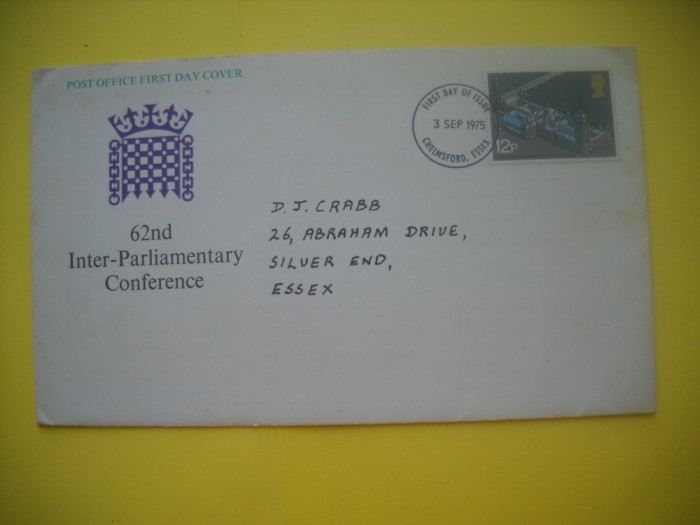 POST OFFICE FIRST DAY COVER
FIRST DAY OF ISSUE
3 SEP 1975
CHELMSFORD, ESSEX
12P
62nd
Inter-Parliamentary
Conference
D. J. CRABB
26, ABRAHAM DRIVE,
SILVER END,
ESSEX